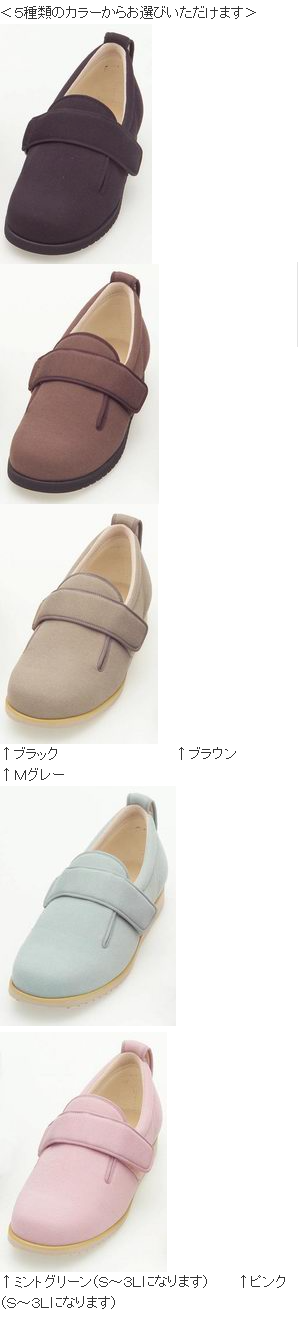 ＜５種類のカラーからお選びいただけます＞
↑ブラック　　　　　　　　↑ブラウン
↑Ｍグレー
↑ミントグリーン（Ｓ～３Ｌになります）　　↑ピンク
（Ｓ～３Ｌになります）